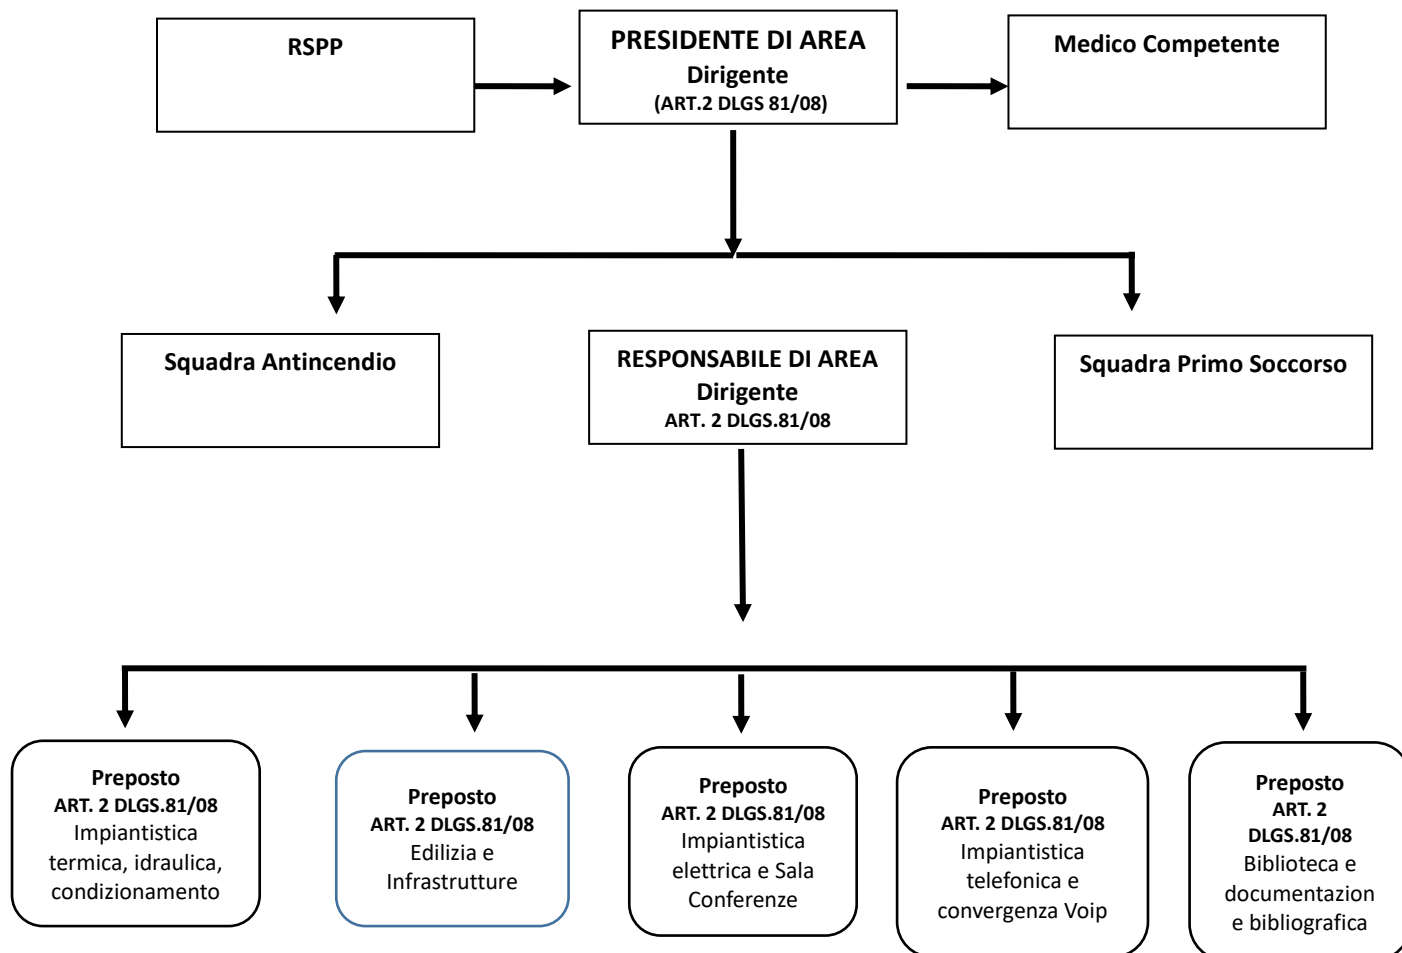 RSPP
PRESIDENTE DI AREA
Dirigente
(ART.2 DLGS 81/08)
Medico Competente
Squadra Antincendio
RESPONSABILE DI AREA
Dirigente
ART. 2 DLGS.81/08
Squadra Primo Soccorso
Preposto
ART. 2 DLGS.81/08
Impiantistica
termica, idraulica,
condizionamento
Preposto
ART. 2 DLGS.81/08
Edilizia e
Infrastrutture
Preposto
ART. 2 DLGS.81/08
Impiantistica
elettrica e Sala
Conferenze
Preposto
ART. 2 DLGS.81/08
Impiantistica
telefonica e
convergenza Voip
Preposto
ART. 2
DLGS.81/08
Biblioteca e
documentazion
e bibliografica